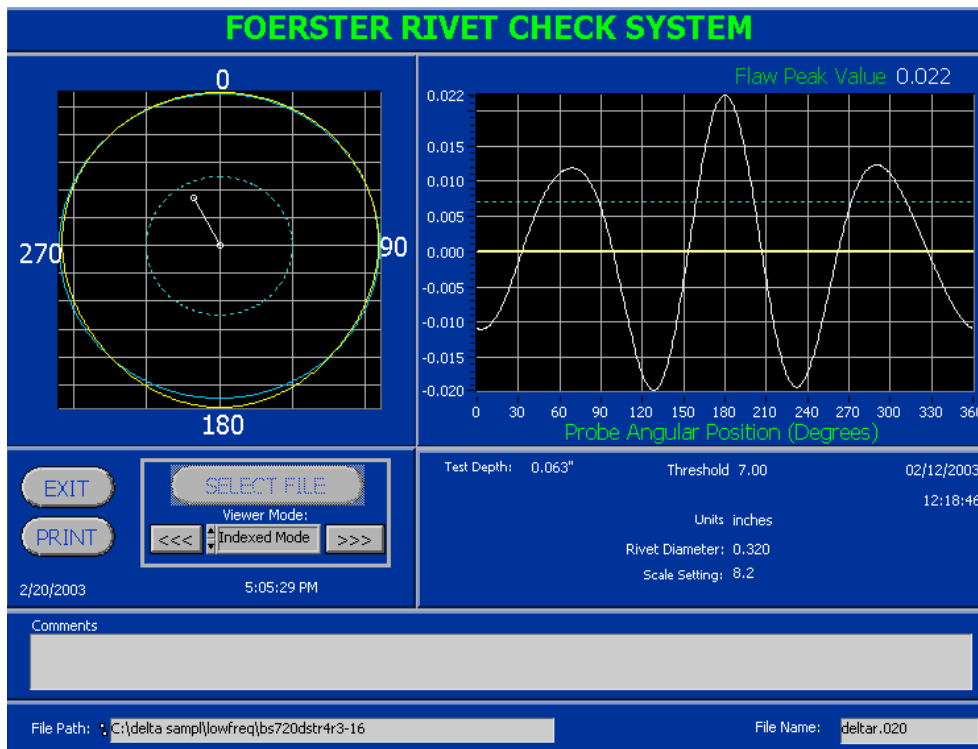 FOERSTER RIVET CHECK SYSTEM
0
270
90
180
Flaw Peak Value 0.022
0.022
0.015
0.010
0.005
0.000
-0.005
-0.010
-0.015
-0.020
0 30 60 90 120 150 180 210 240 270 300 330 360
Probe Angular Position (Degrees)
EXIT
PRINT
SELECT FILE
Viewer Mode:
<<< Indexed Mode >>>
2/20/2003 5:05:29 PM
Test Depth: 0.063" Threshold 7.00 02/12/2003
12:18:46
Units inches
Rivet Diameter: 0.320
Scale Setting: 8.2
Comments
File Path: C:\delta sampl\lowfreq\bs720dstr4r3-16 File Name: deltar.020